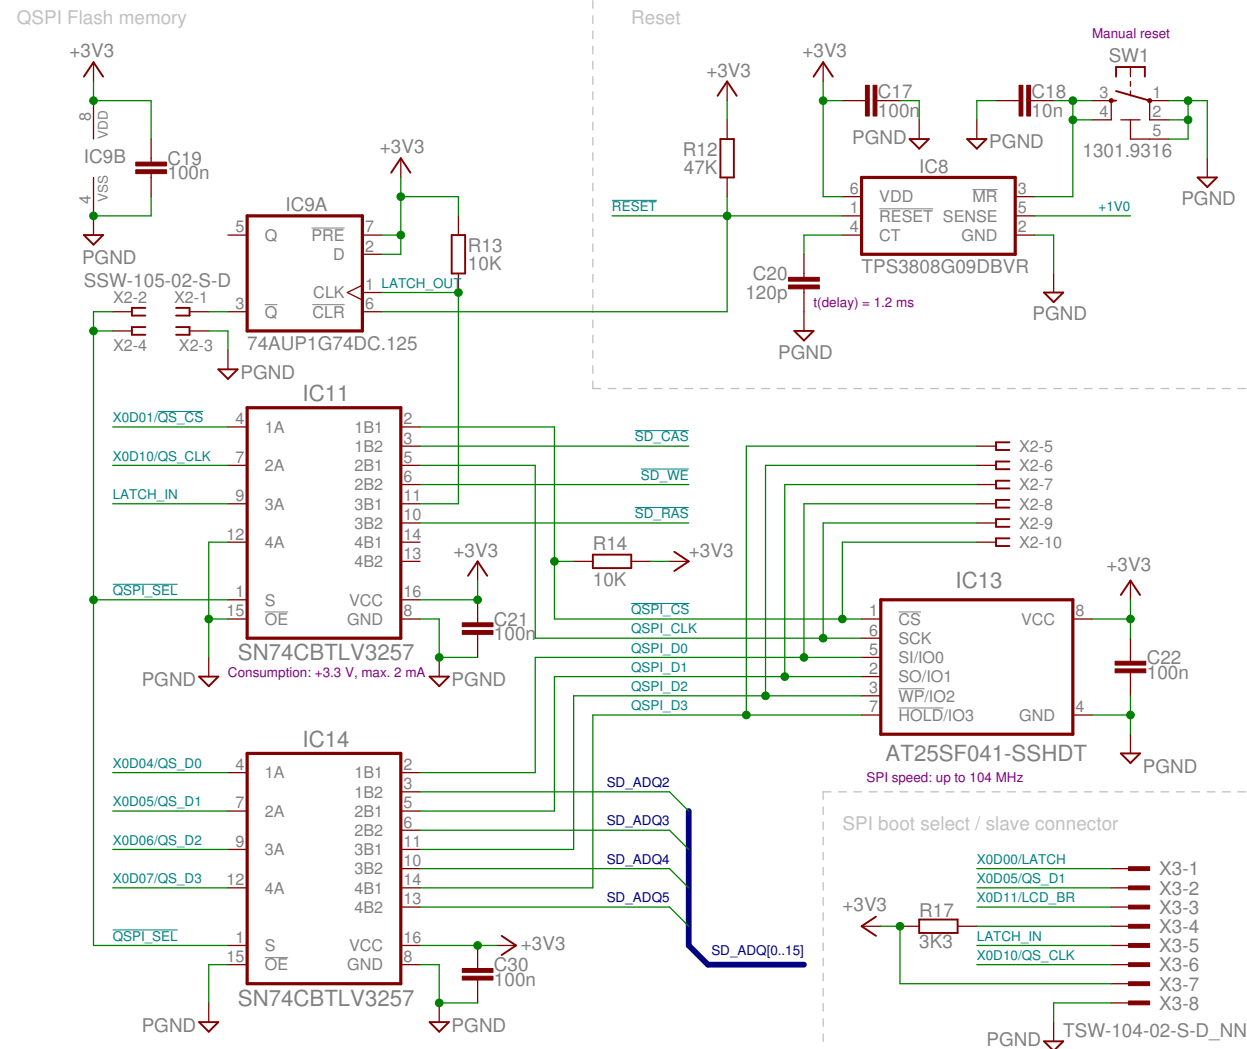 QSPI Flash memory
+3V3
8
VDD
IC9B
C19
100n
VSS
4
PGND
+3V3
IC9A
5
Q
PRE
7
D
2
R13
10K
CLK
1
LATCH_OUT
3
Q
CLR
6
74AUP1G74DC.125
SSW-105-02-S-D
X2-2
X2-1
X2-4
X2-3
PGND
Reset
+3V3
R12
47K
RESET
+3V3
C17
100n
PGND
C18
10n
PGND
Manual reset
SW1
3
1
4
2
5
1301.9316
PGND
IC8
6
VDD
MR
3
1
RESET
SENSE
5
+1V0
4
CT
GND
2
TPS3808G09DBVR
C20
120p
t(delay) = 1.2 ms
PGND
PGND
IC11
X0D01/QS_CS
4
1A
1B1
2
1B2
3
SD_CAS
X0D10/QS_CLK
7
2A
2B1
5
2B2
6
SD_WE
LATCH_IN
9
3A
3B1
11
3B2
10
SD_RAS
12
4A
4B1
14
4B2
13
QSPI_SEL
1
S
VCC
16
15
OE
GND
8
SN74CBTLV3257
Consumption: +3.3 V, max. 2 mA
PGND
PGND
+3V3
C21
100n
R14
10K
+3V3
X2-5
X2-6
X2-7
X2-8
X2-9
X2-10
IC13
QSPI_CS
1
CS
VCC
8
QSPI_CLK
6
SCK
QSPI_D0
5
SI/IO0
QSPI_D1
2
SO/IO1
QSPI_D2
3
WP/IO2
QSPI_D3
7
HOLD/IO3
GND
4
AT25SF041-SSHDT
SPI speed: up to 104 MHz
+3V3
C22
100n
PGND
IC14
X0D04/QS_D0
4
1A
1B1
2
1B2
3
SD_ADQ2
X0D05/QS_D1
7
2A
2B1
5
2B2
6
SD_ADQ3
X0D06/QS_D2
9
3A
3B1
11
3B2
10
SD_ADQ4
X0D07/QS_D3
12
4A
4B1
14
4B2
13
SD_ADQ5
QSPI_SEL
1
S
VCC
16
+3V3
15
OE
GND
8
C30
100n
SN74CBTLV3257
PGND
PGND
SD_ADQ[0..15]
SPI boot select / slave connector
X0D00/LATCH
X3-1
X0D05/QS_D1
X3-2
X0D11/LCD_BR
X3-3
+3V3
R17
3K3
X3-4
LATCH_IN
X3-5
X0D10/QS_CLK
X3-6
X3-7
X3-8
PGND
TSW-104-02-S-D_NN